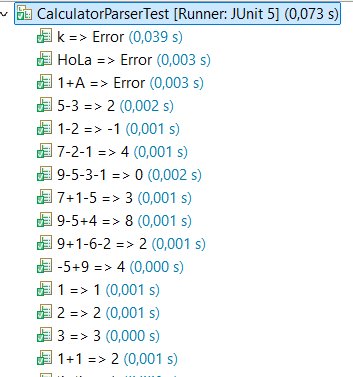 CalculatorParserTest [Runner: JUnit 5] (0,073 s)
k => Error (0,039 s)
HoLa => Error (0,003 s)
1+A => Error (0,003 s)
5-3 => 2 (0,002 s)
1-2 => -1 (0,001 s)
7-2-1 => 4 (0,001 s)
9-5-3-1 => 0 (0,002 s)
7+1-5 => 3 (0,001 s)
9-5+4 => 8 (0,001 s)
9+1-6-2 => 2 (0,001 s)
-5+9 => 4 (0,000 s)
1 => 1 (0,001 s)
2 => 2 (0,001 s)
3 => 3 (0,000 s)
1+1 => 2 (0,001 s)